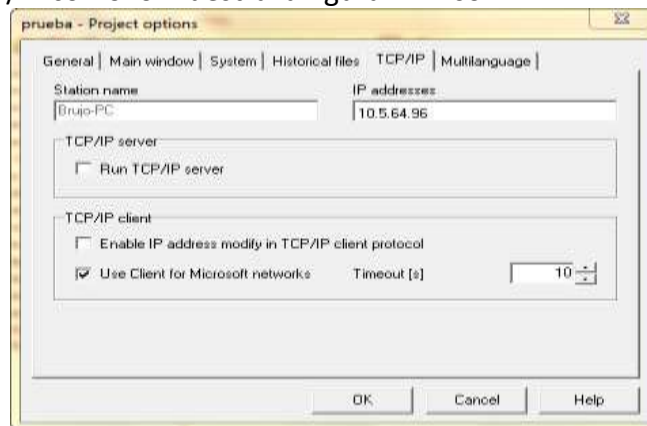 prueba - Project options
General | Main window | System | Historical files | TCP/IP | Multilanguage
Station name IP addresses
Brujo-PC 10.5.64.96
TCP/IP server
Run TCP/IP server
TCP/IP client
Enable IP address modify in TCP/IP client protocol
Use Client for Microsoft networks Timeout [s] 10
OK Cancel Help